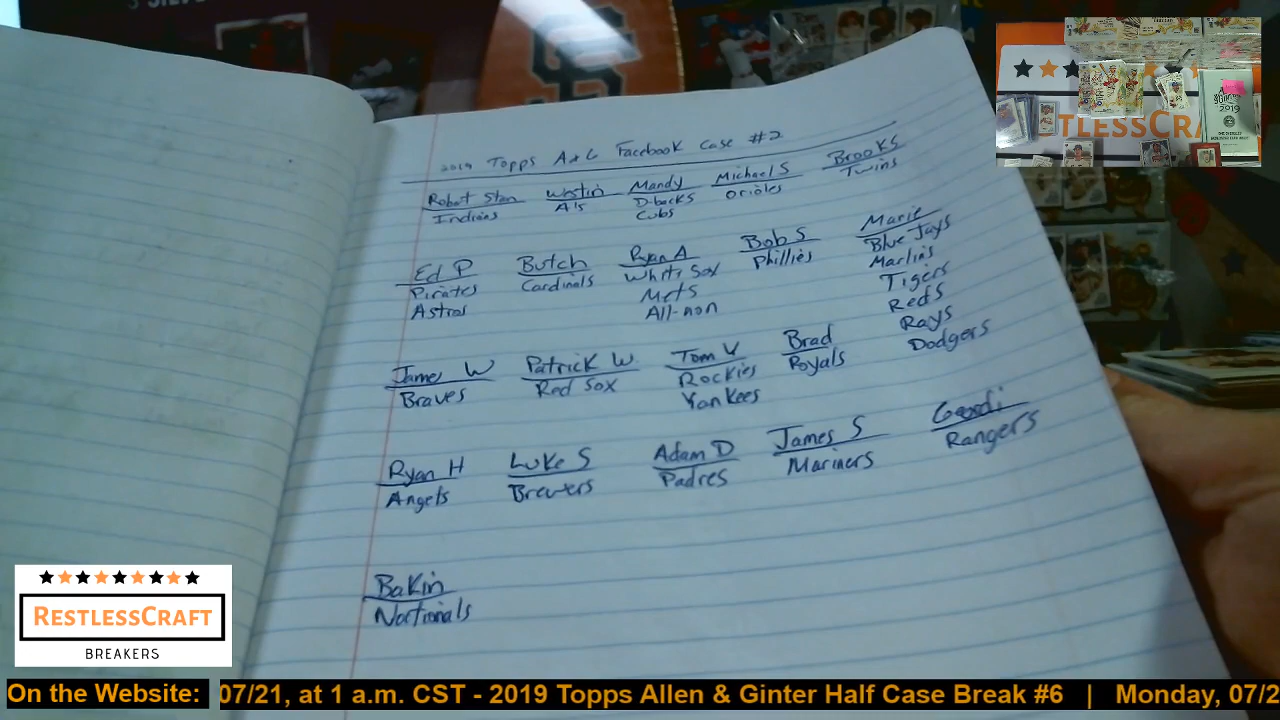 2019 Topps A & G Facebook Case #2
Robot Stan Westin Mandy Michael S Brooks
Indians A's D-backs Orioles Twins
Cubs
Ed P Butch Ryan A Bob S Marie
Pirates Cardinals White Sox Phillies Blue Jays
Astros Mets Marlins
All-non Tigers
Reds
Rays
Dodgers
James W Patrick W Tom V Brad
Braves Red Sox Rockies Royals
Yankees
Ryan H Luke S Adam D James S
Angels Brewers Padres Mariners Rangers
Bakin
Nationals
RESTLESSCRAFT
BREAKERS
On the Website: 07/21, at 1 a.m. CST - 2019 Topps Allen & Ginter Half Case Break #6 | Monday, 07/2
TLESSCRA
2019